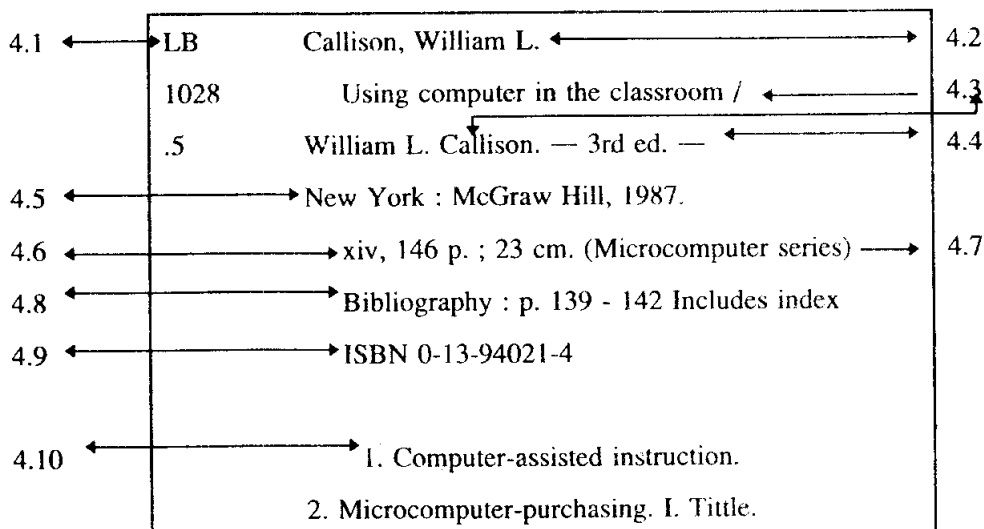 4.1 LB Callison, William L. 4.2
1028 Using computer in the classroom / 4.3
.5 William L. Callison. — 3rd ed. — 4.4
4.5 New York : McGraw Hill, 1987.
4.6 xiv, 146 p. ; 23 cm. (Microcomputer series) 4.7
4.8 Bibliography : p. 139 - 142 Includes index
4.9 ISBN 0-13-94021-4
4.10 1. Computer-assisted instruction.
2. Microcomputer-purchasing. I. Tittle.